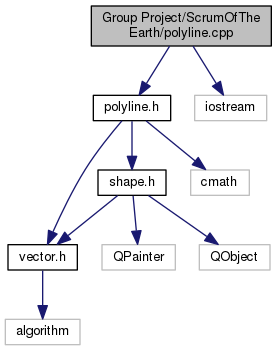 Group Project/ScrumOfThe
Earth/polyline.cpp
polyline.h
iostream
shape.h
cmath
vector.h
QPainter
QObject
algorithm